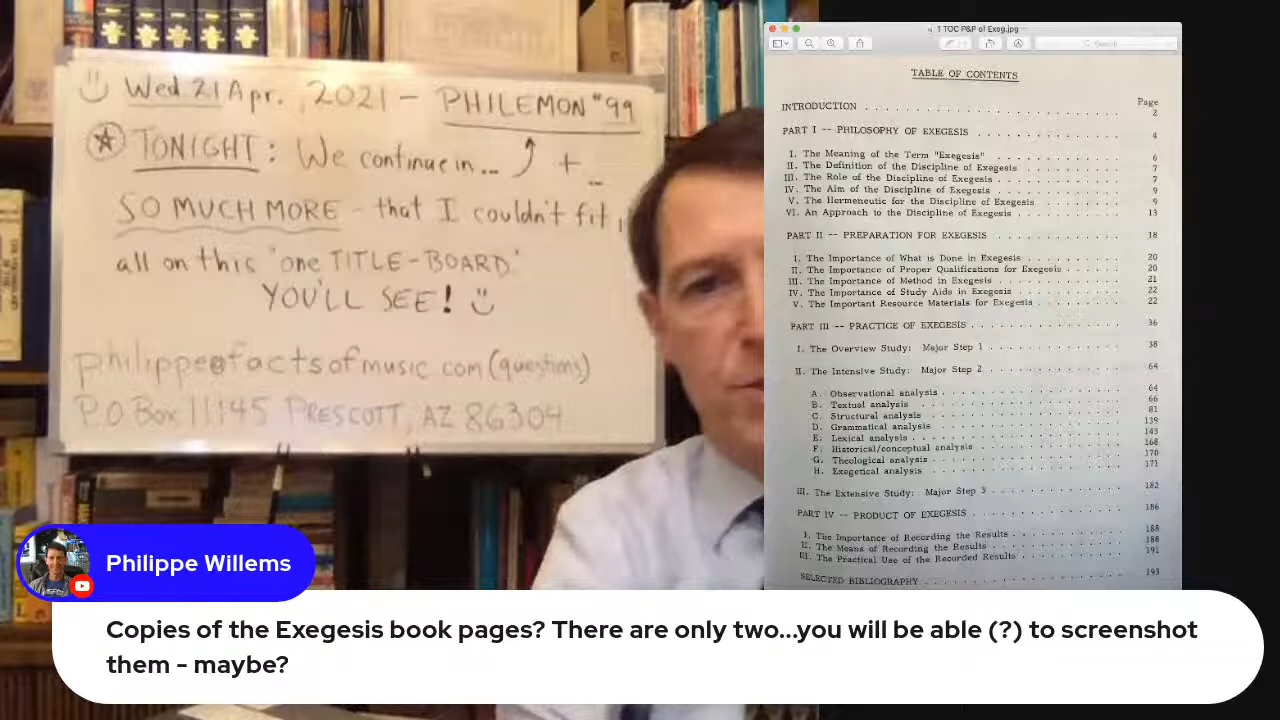 Wed 21 Apr., 2021 - PHILEMON #99
TONIGHT: We continue in... +...
SO MUCH MORE - that I couldn't fit
all on this 'one TITLE-BOARD.'
YOU'LL SEE!
philippe@factsofmusic.com (questions)
P.O Box 11145 PRESCOTT, AZ 86304
1 TOC P&P of Exeg.jpg
Search
TABLE OF CONTENTS
Page
INTRODUCTION . . . 2
PART I -- PHILOSOPHY OF EXEGESIS . . . 4
I. The Meaning of the Term "Exegesis" . . . 6
II. The Definition of the Discipline of Exegesis . . . 7
III. The Role of the Discipline of Exegesis . . . 7
IV. The Aim of the Discipline of Exegesis . . . 9
V. The Hermeneutic for the Discipline of Exegesis . . . 9
VI. An Approach to the Discipline of Exegesis . . . 13
PART II -- PREPARATION FOR EXEGESIS . . . 18
I. The Importance of What is Done in Exegesis . . . 20
II. The Importance of Proper Qualifications for Exegesis . . . 20
III. The Importance of Method in Exegesis . . . 21
IV. The Importance of Study Aids in Exegesis . . . 22
V. The Important Resource Materials for Exegesis . . . 22
PART III -- PRACTICE OF EXEGESIS . . . 36
I. The Overview Study: Major Step 1 . . . 38
II. The Intensive Study: Major Step 2 . . . 64
A. Observational analysis . . . 64
B. Textual analysis . . . 66
C. Structural analysis . . . 81
D. Grammatical analysis . . . 139
E. Lexical analysis . . . 143
F. Historical/conceptual analysis . . . 168
G. Theological analysis . . . 170
H. Exegetical analysis . . . 171
III. The Extensive Study: Major Step 3 . . . 182
PART IV -- PRODUCT OF EXEGESIS . . . 186
I. The Importance of Recording the Results . . . 188
II. The Means of Recording the Results . . . 188
III. The Practical Use of the Recorded Results . . . 191
SELECTED BIBLIOGRAPHY . . . 193
Philippe Willems
Copies of the Exegesis book pages? There are only two...you will be able (?) to screenshot
them - maybe?